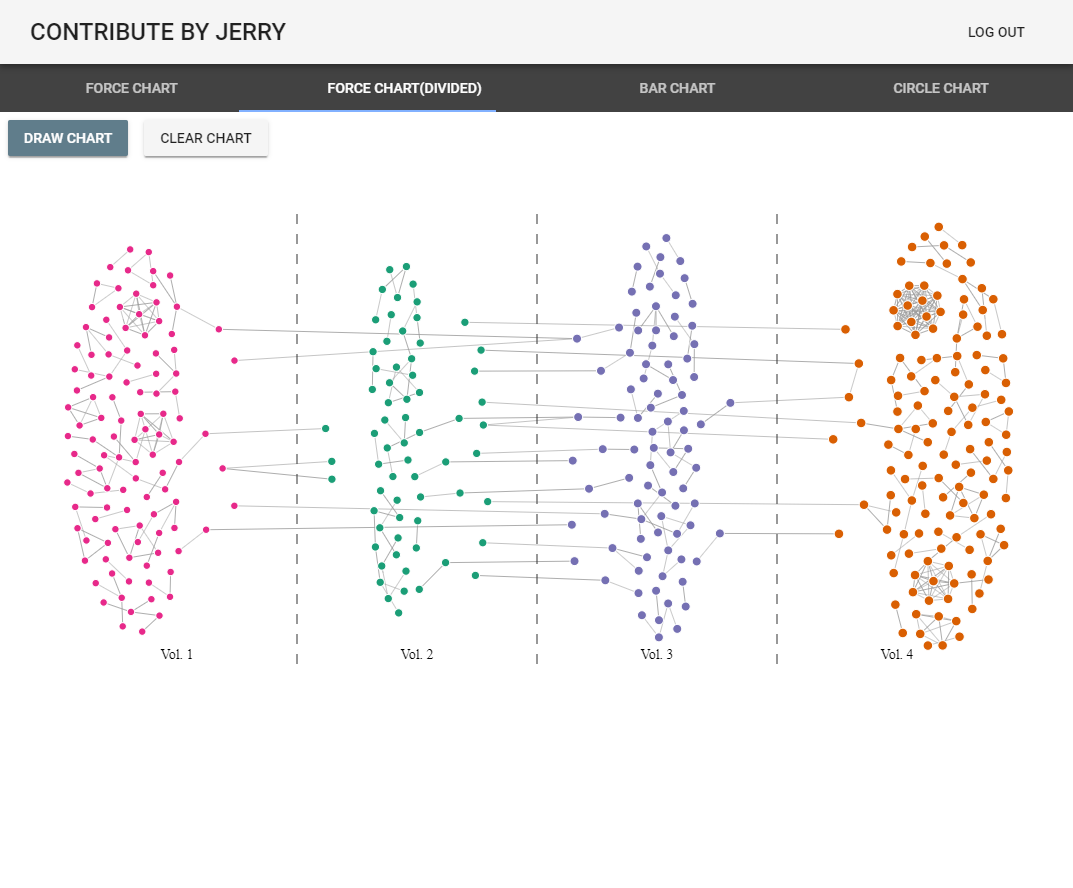 CONTRIBUTE BY JERRY
LOG OUT
FORCE CHART
FORCE CHART(DIVIDED)
BAR CHART
CIRCLE CHART
DRAW CHART
CLEAR CHART
Vol. 1
Vol. 2
Vol. 3
Vol. 4